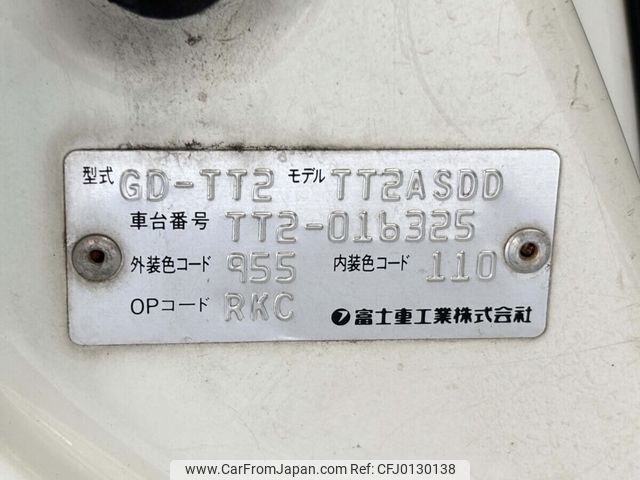 型式 GD-TT2 モデル TT2ASDD
車台番号 TT2-016325
外装色コード 955 内装色コード 110
OPコード RKC 富士重工業株式会社
www.CarFromJapan.com | No.CFJ0130138